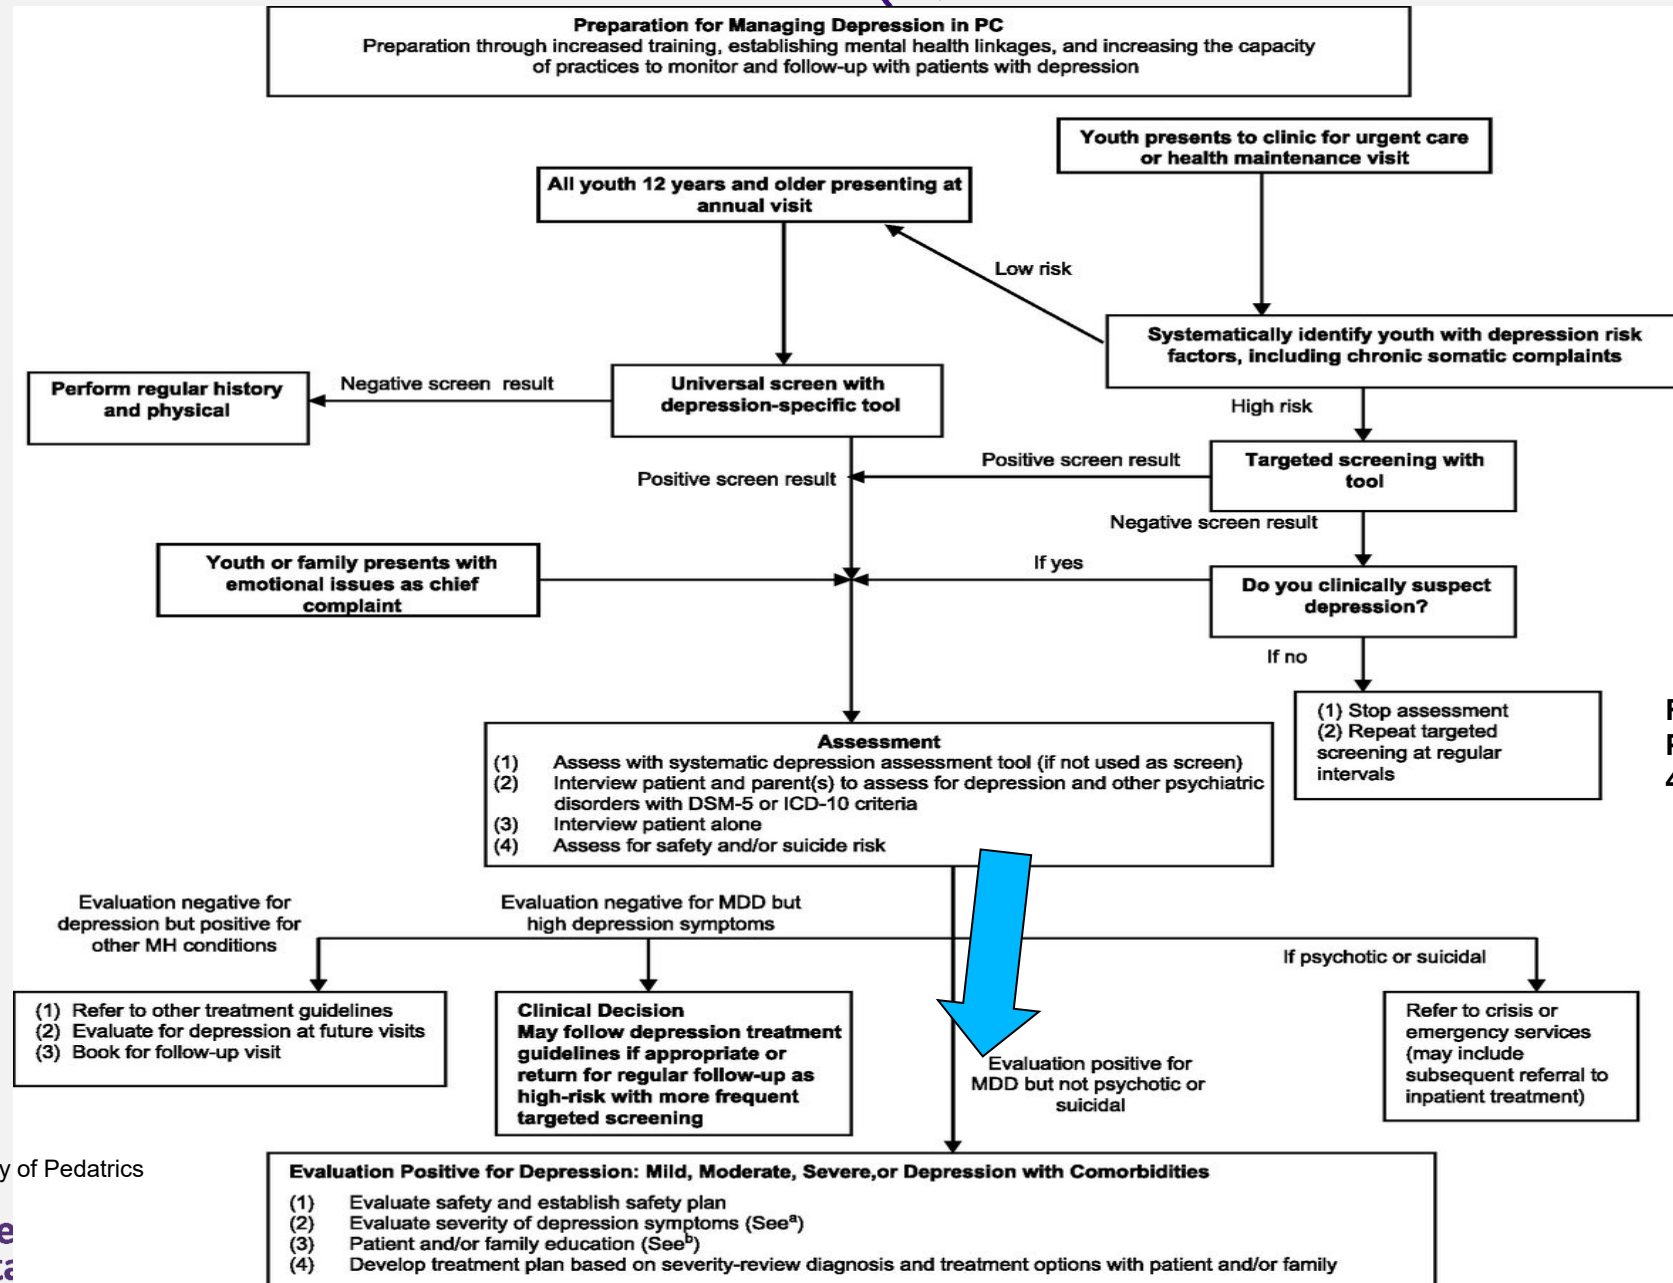 Preparation for Managing Depression in PC
Preparation through increased training, establishing mental health linkages, and increasing the capacity
of practices to monitor and follow-up with patients with depression
Youth presents to clinic for urgent care
or health maintenance visit
All youth 12 years and older presenting at
annual visit
Low risk
Systematically identify youth with depression risk
factors, including chronic somatic complaints
Perform regular history
and physical
Negative screen result
Universal screen with
depression-specific tool
High risk
Positive screen result
Positive screen result
Targeted screening with
tool
Negative screen result
Youth or family presents with
emotional issues as chief
complaint
If yes
Do you clinically suspect
depression?
If no
(1) Stop assessment
(2) Repeat targeted
screening at regular
intervals
Assessment
(1) Assess with systematic depression assessment tool (if not used as screen)
(2) Interview patient and parent(s) to assess for depression and other psychiatric
disorders with DSM-5 or ICD-10 criteria
(3) Interview patient alone
(4) Assess for safety and/or suicide risk
Evaluation negative for
depression but positive for
other MH conditions
Evaluation negative for MDD but
high depression symptoms
If psychotic or suicidal
(1) Refer to other treatment guidelines
(2) Evaluate for depression at future visits
(3) Book for follow-up visit
Clinical Decision
May follow depression treatment
guidelines if appropriate or
return for regular follow-up as
high-risk with more frequent
targeted screening
Evaluation positive for
MDD but not psychotic or
suicidal
Refer to crisis or
emergency services
(may include
subsequent referral to
inpatient treatment)
y of Pedatrics
Evaluation Positive for Depression: Mild, Moderate, Severe,or Depression with Comorbidities
(1) Evaluate safety and establish safety plan
(2) Evaluate severity of depression symptoms (Seeᵃ)
(3) Patient and/or family education (Seeᵇ)
(4) Develop treatment plan based on severity-review diagnosis and treatment options with patient and/or family